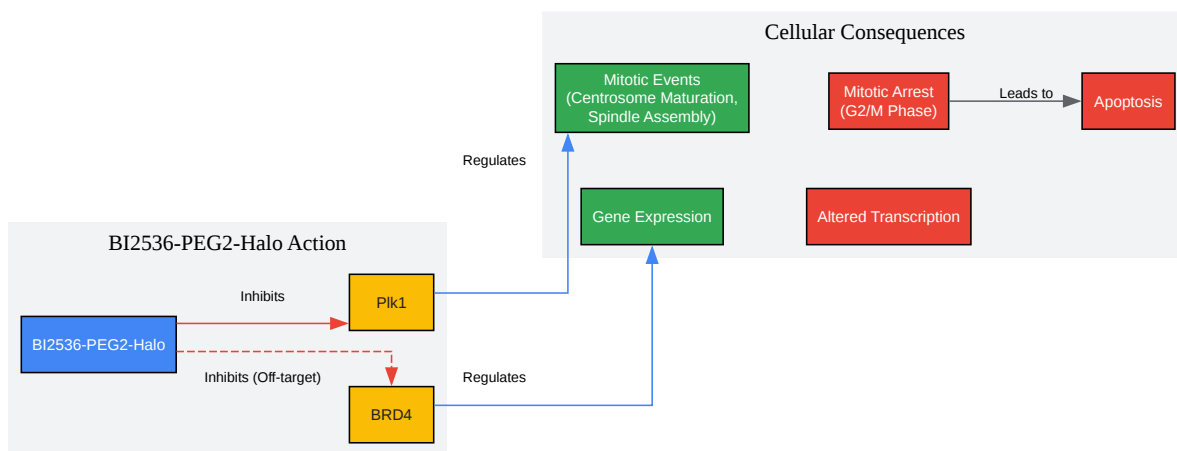 Cellular Consequences
Mitotic Events
(Centrosome Maturation,
Spindle Assembly)
Mitotic Arrest
(G2/M Phase)
Leads to
Apoptosis
Regulates
Gene Expression
Altered Transcription
BI2536-PEG2-Halo Action
Inhibits
Plk1
BI2536-PEG2-Halo
Inhibits (Off-target)
Regulates
BRD4